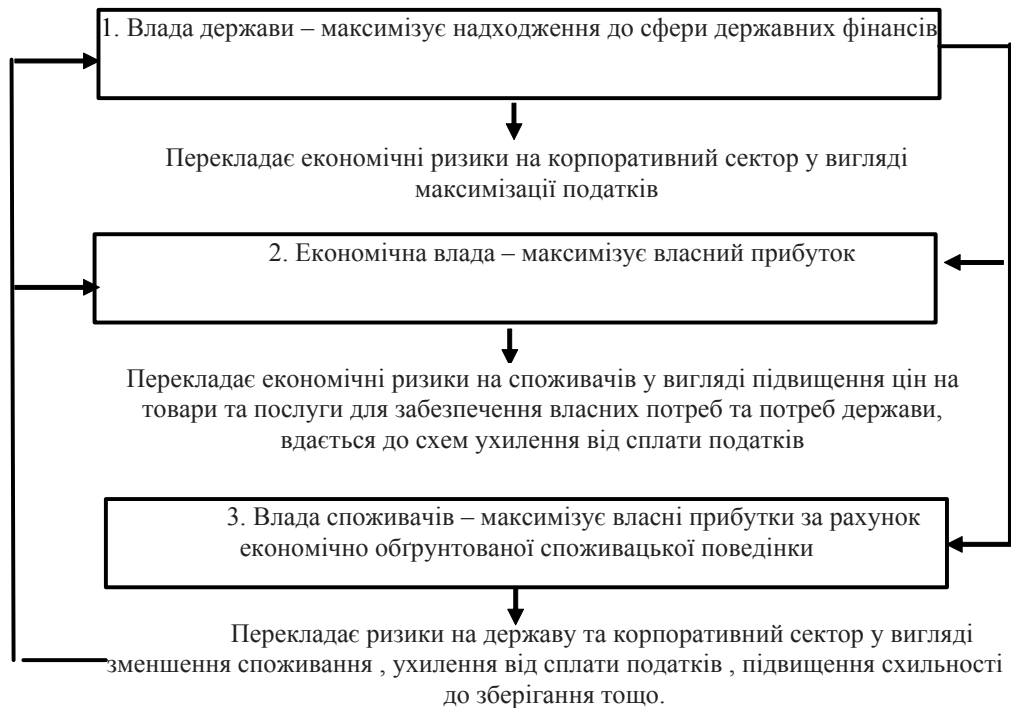 1. Влада держави – максимізує надходження до сфери державних фінансів
Перекладає економічні ризики на корпоративний сектор у вигляді
максимізації податків
2. Економічна влада – максимізує власний прибуток
Перекладає економічні ризики на споживачів у вигляді підвищення цін на
товари та послуги для забезпечення власних потреб та потреб держави,
вдається до схем ухилення від сплати податків
3. Влада споживачів – максимізує власні прибутки за рахунок
економічно обґрунтованої споживацької поведінки
Перекладає ризики на державу та корпоративний сектор у вигляді
зменшення споживання , ухилення від сплати податків , підвищення схильності
до зберігання тощо.